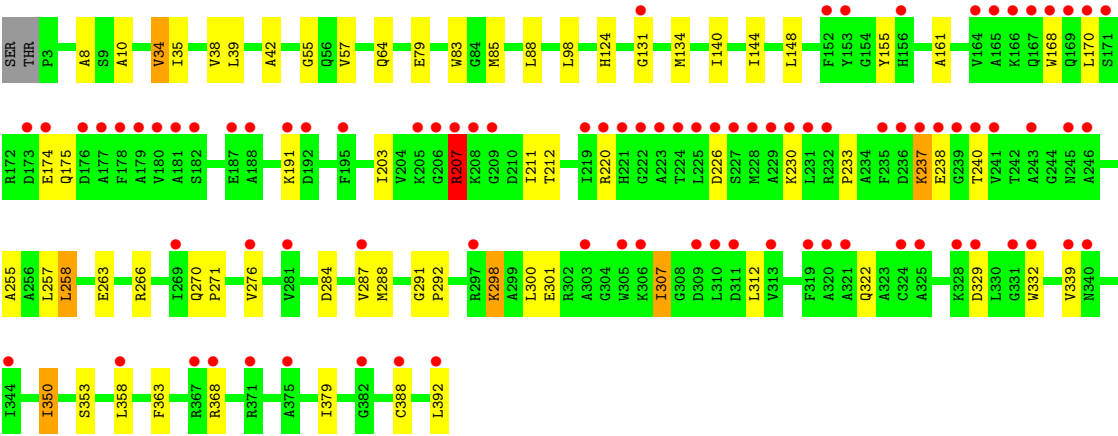 SER THR P3 A8 S9 A10 V34 I35 V38 L39 A42 G55 Q56 V57 Q64 E79 W83 G84 M85 L88 L98 H124 G131 M134 I140 I144 L148 F152 Y153 G154 Y155 H156 A161 V164 A165 K166 Q167 W168 Q169 L170 S171
R172 D173 E174 Q175 D176 A177 F178 A179 V180 A181 S182 E187 A188 K191 D192 F195 I203 V204 K205 G206 R207 K208 G209 D210 I211 T212 I219 R220 H221 G222 A223 T224 L225 D226 S227 M228 A229 K230 L231 R232 P233 A234 F235 D236 K237 E238 G239 T240 V241 T242 A243 G244 N245 A246
A255 A256 L257 L258 E263 R266 I269 Q270 P271 V276 V281 D284 V287 M288 G291 P292 R297 K298 A299 L300 E301 R302 A303 G304 W305 K306 I307 G308 D309 L310 D311 L312 V313 F319 A320 A321 Q322 A323 C324 A325 K328 D329 L330 G331 W332 V339 N340
I344 I350 S353 L358 F363 R367 R368 R371 A375 I379 G382 C388 L392